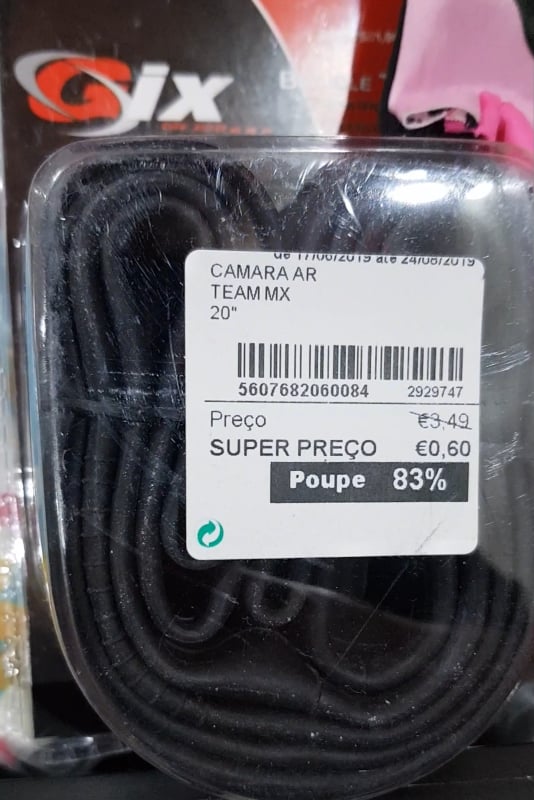 Gix
de 17/06/2019 até 24/08/2019
CAMARA AR
TEAM MX
20"
5607682060084 2929747
Preço €3,49
SUPER PREÇO €0,60
Poupe 83%